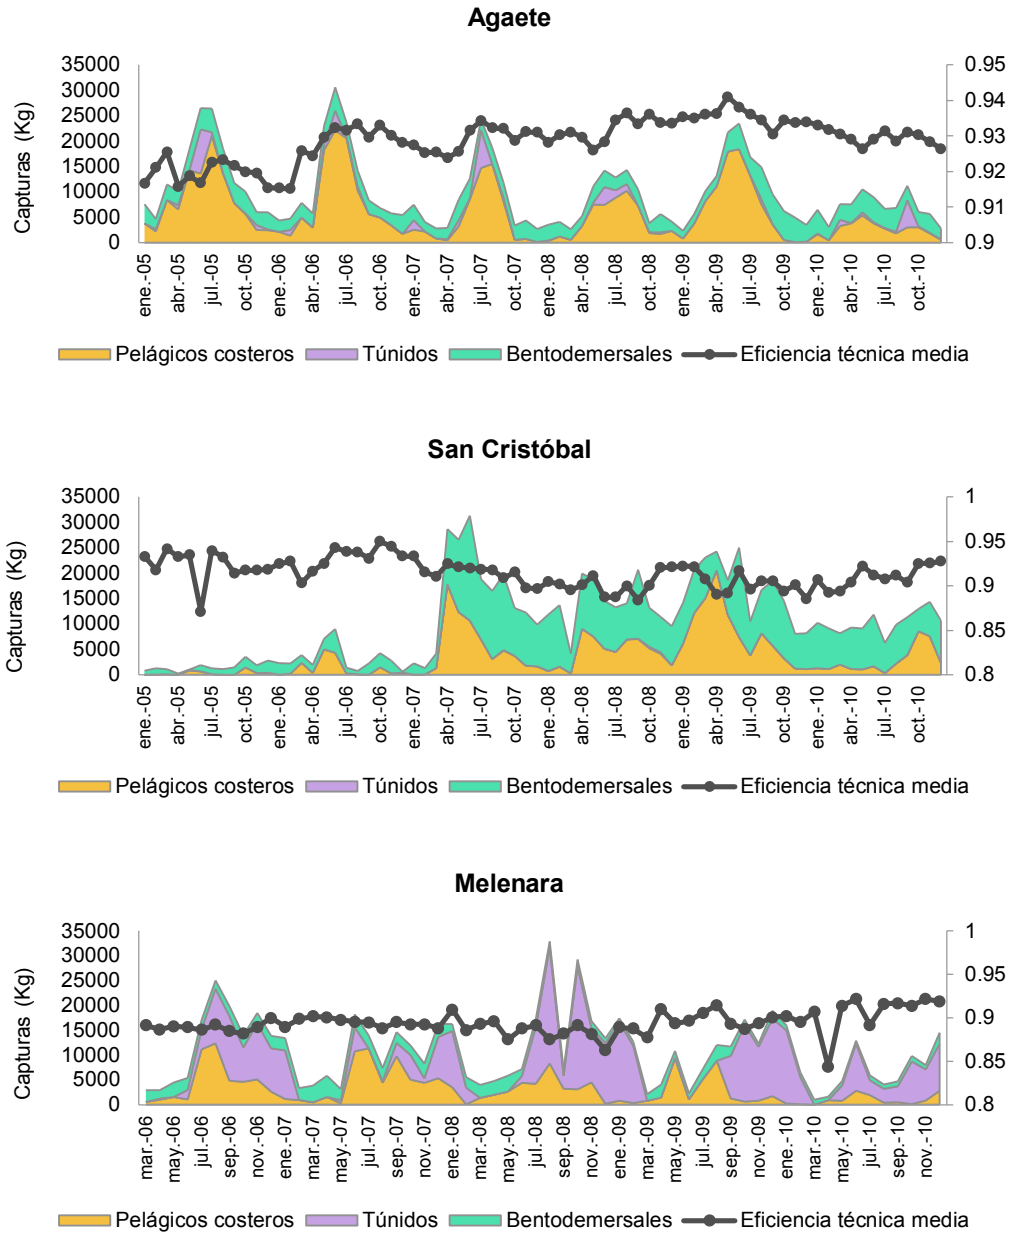 Agaete
Capturas (Kg)
35000
30000
25000
20000
15000
10000
5000
0
0.95
0.94
0.93
0.92
0.91
0.9
ene.-05
abr.-05
jul.-05
oct.-05
ene.-06
abr.-06
jul.-06
oct.-06
ene.-07
abr.-07
jul.-07
oct.-07
ene.-08
abr.-08
jul.-08
oct.-08
ene.-09
abr.-09
jul.-09
oct.-09
ene.-10
abr.-10
jul.-10
oct.-10
Pelágicos costeros Túnidos Bentodemersales Eficiencia técnica media
San Cristóbal
Capturas (Kg)
35000
30000
25000
20000
15000
10000
5000
0
1
0.95
0.9
0.85
0.8
ene.-05
abr.-05
jul.-05
oct.-05
ene.-06
abr.-06
jul.-06
oct.-06
ene.-07
abr.-07
jul.-07
oct.-07
ene.-08
abr.-08
jul.-08
oct.-08
ene.-09
abr.-09
jul.-09
oct.-09
ene.-10
abr.-10
jul.-10
oct.-10
Pelágicos costeros Túnidos Bentodemersales Eficiencia técnica media
Melenara
Capturas (Kg)
35000
30000
25000
20000
15000
10000
5000
0
1
0.95
0.9
0.85
0.8
mar.-06
may.-06
jul.-06
sep.-06
nov.-06
ene.-07
mar.-07
may.-07
jul.-07
sep.-07
nov.-07
ene.-08
mar.-08
may.-08
jul.-08
sep.-08
nov.-08
ene.-09
mar.-09
may.-09
jul.-09
sep.-09
nov.-09
ene.-10
mar.-10
may.-10
jul.-10
sep.-10
nov.-10
Pelágicos costeros Túnidos Bentodemersales Eficiencia técnica media